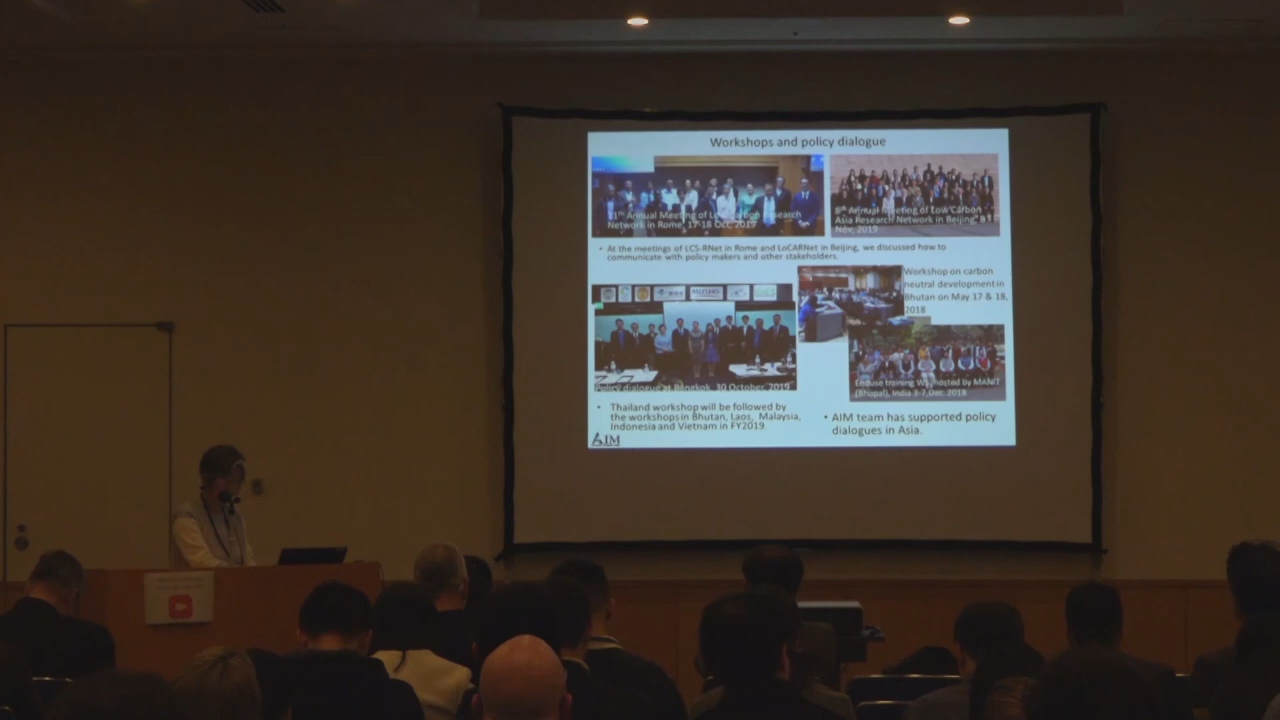 Workshops and policy dialogue
11th Annual Meeting of Low Carbon Research
Network in Rome, 17-18 Oct, 2019
8th Annual Meeting of Low Carbon
Asia Research Network in Beijing, 8
Nov, 2019
• At the meetings of LCS-RNet in Rome and LoCARNet in Beijing, we discussed how to
communicate with policy makers and other stakeholders.
Workshop on carbon
neutral development in
Bhutan on May 17 & 18,
2018
MIZUHO
Policy dialogue at Bangkok, 30 October, 2019
Enduse training WS hosted by MANIT
(Bhopal), India 3-7,Dec. 2018
• Thailand workshop will be followed by
the workshops in Bhutan, Laos, Malaysia,
Indonesia and Vietnam in FY2019.
• AIM team has supported policy
dialogues in Asia.
AIM